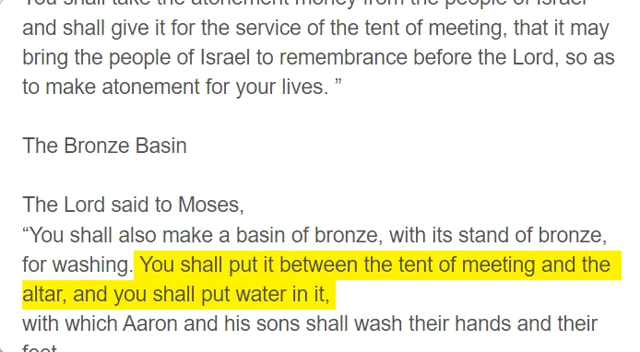 You shall take the atonement money from the people of Israel
and shall give it for the service of the tent of meeting, that it may
bring the people of Israel to remembrance before the Lord, so as
to make atonement for your lives. ”
The Bronze Basin
The Lord said to Moses,
“You shall also make a basin of bronze, with its stand of bronze,
for washing. You shall put it between the tent of meeting and the
altar, and you shall put water in it,
with which Aaron and his sons shall wash their hands and their
feet